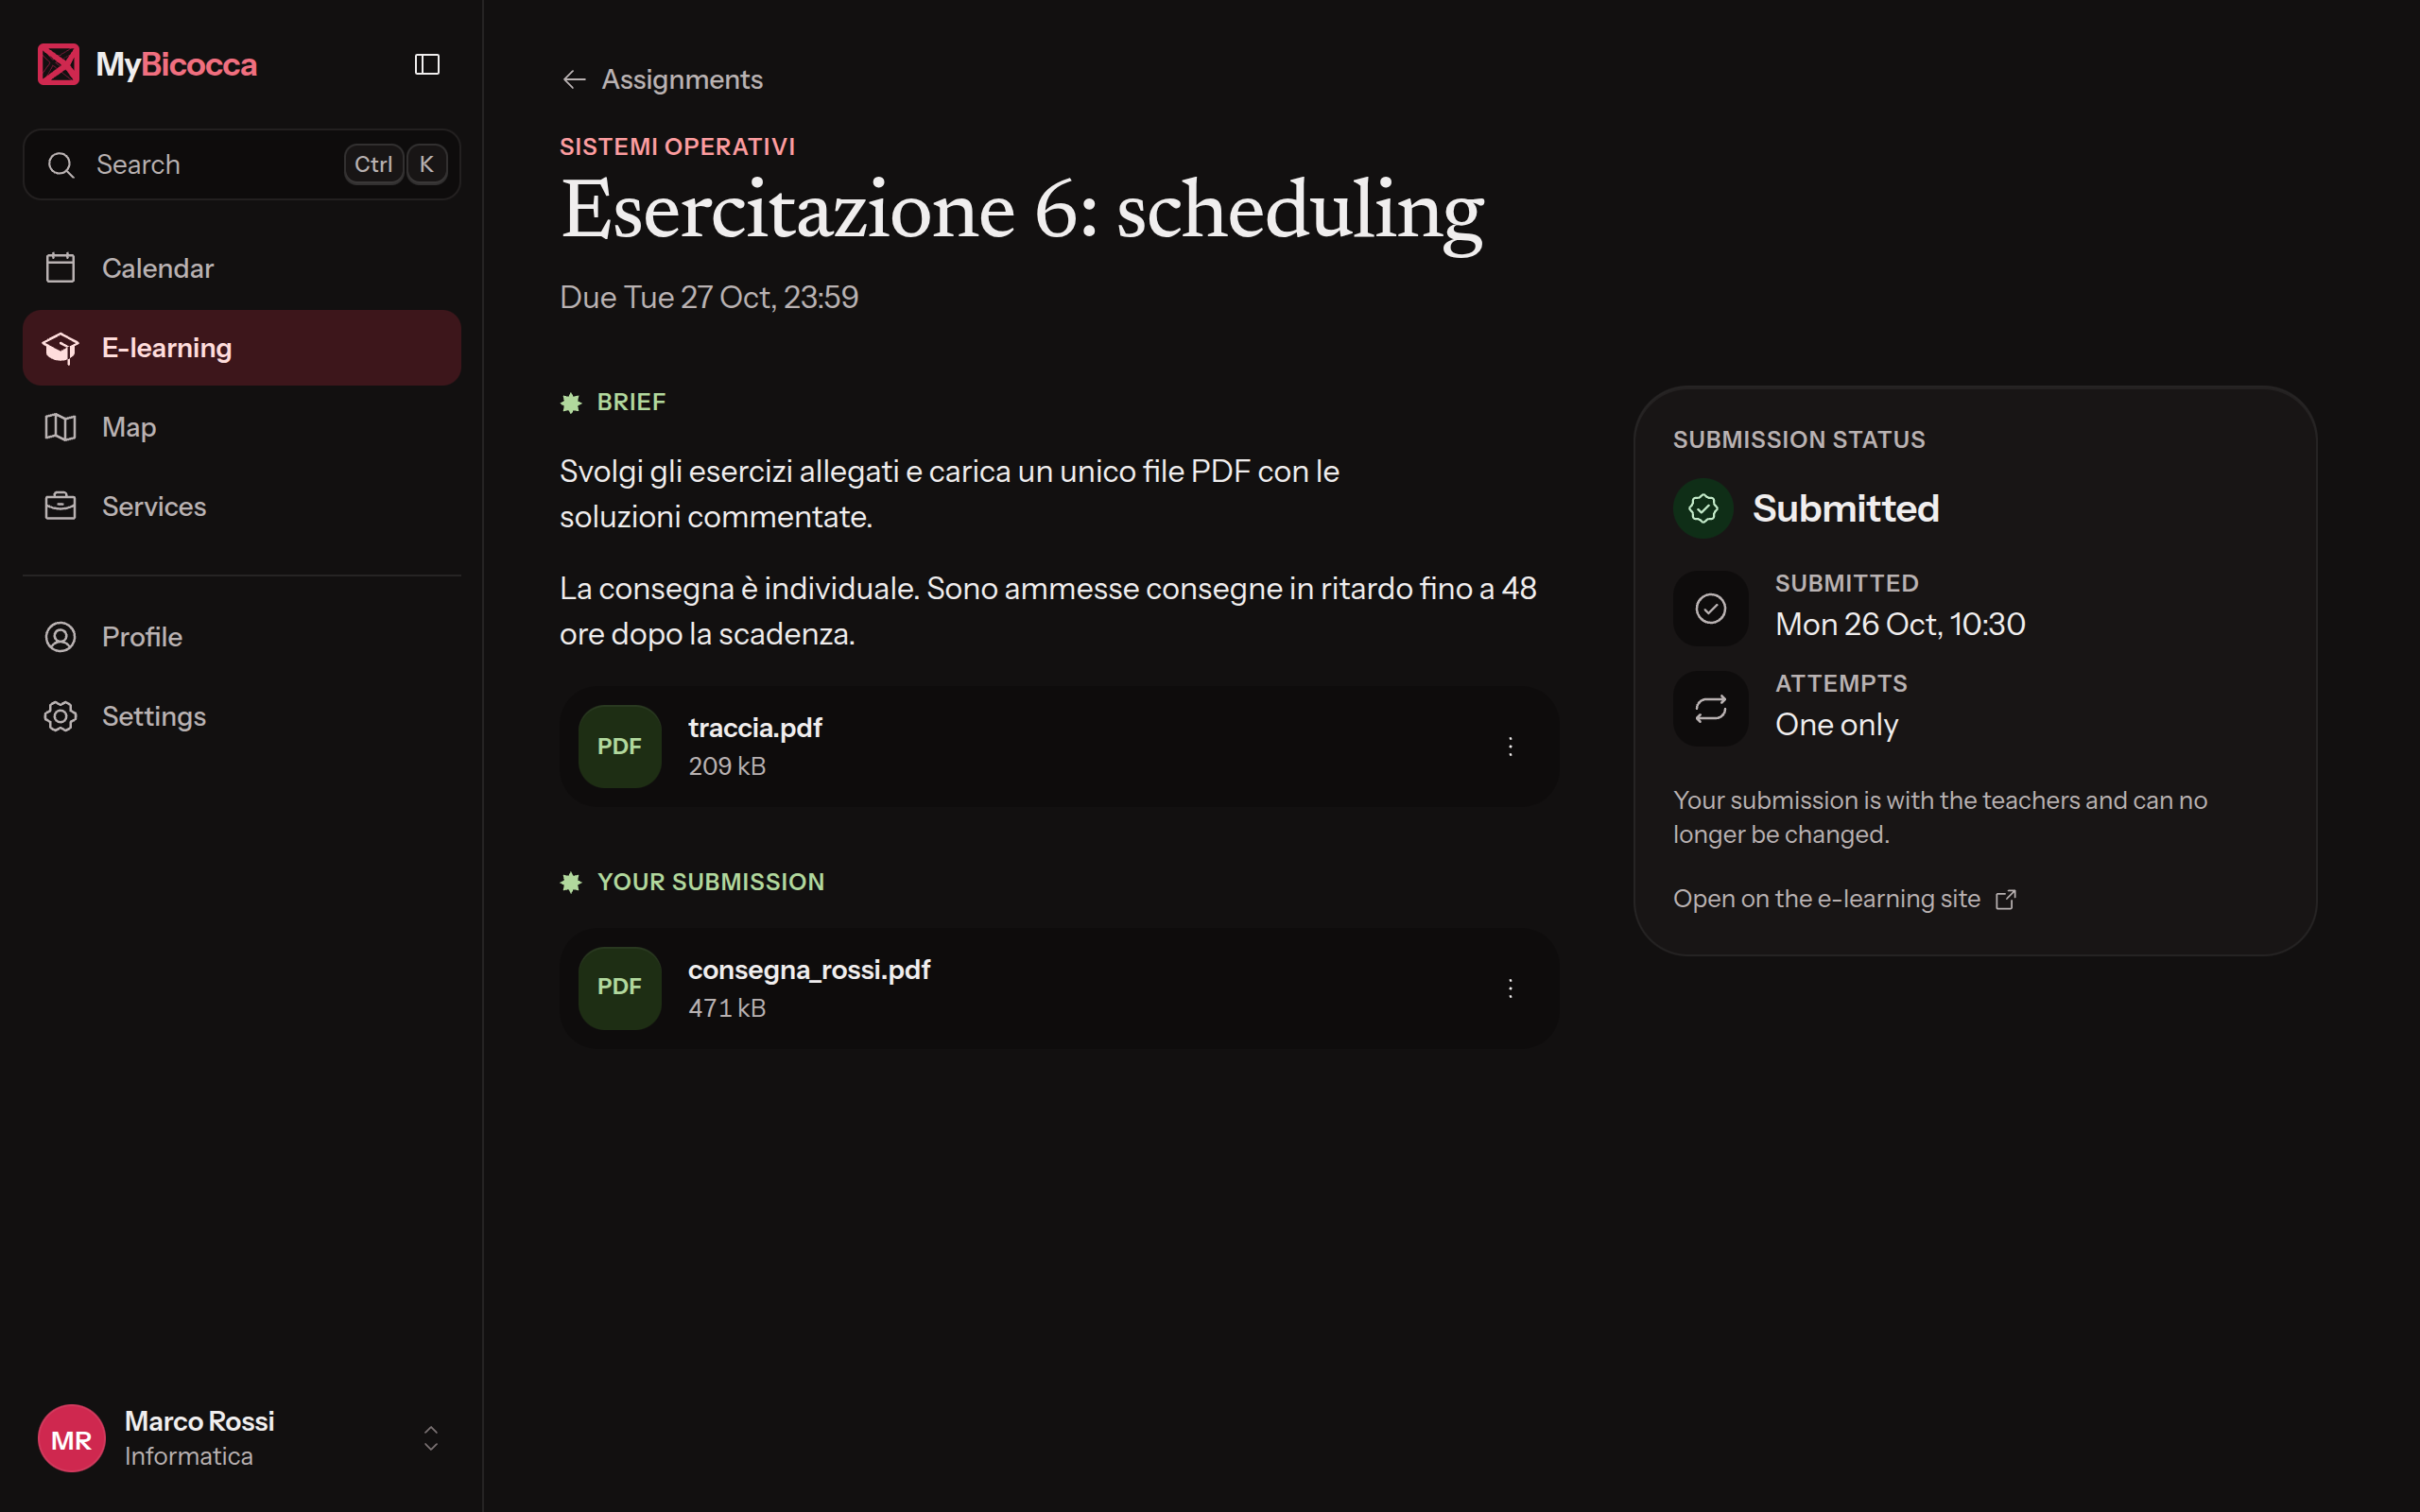 MyBicocca
Search
Ctrl K
Calendar
E-learning
Map
Services
Profile
Settings
Marco Rossi
Informatica
MR
Assignments
SISTEMI OPERATIVI
Esercitazione 6: scheduling
Due Tue 27 Oct, 23:59
BRIEF
Svolgi gli esercizi allegati e carica un unico file PDF con le
soluzioni commentate.
La consegna è individuale. Sono ammesse consegne in ritardo fino a 48
ore dopo la scadenza.
PDF
traccia.pdf
209 kB
YOUR SUBMISSION
PDF
consegna_rossi.pdf
471 kB
SUBMISSION STATUS
Submitted
SUBMITTED
Mon 26 Oct, 10:30
ATTEMPTS
One only
Your submission is with the teachers and can no
longer be changed.
Open on the e-learning site